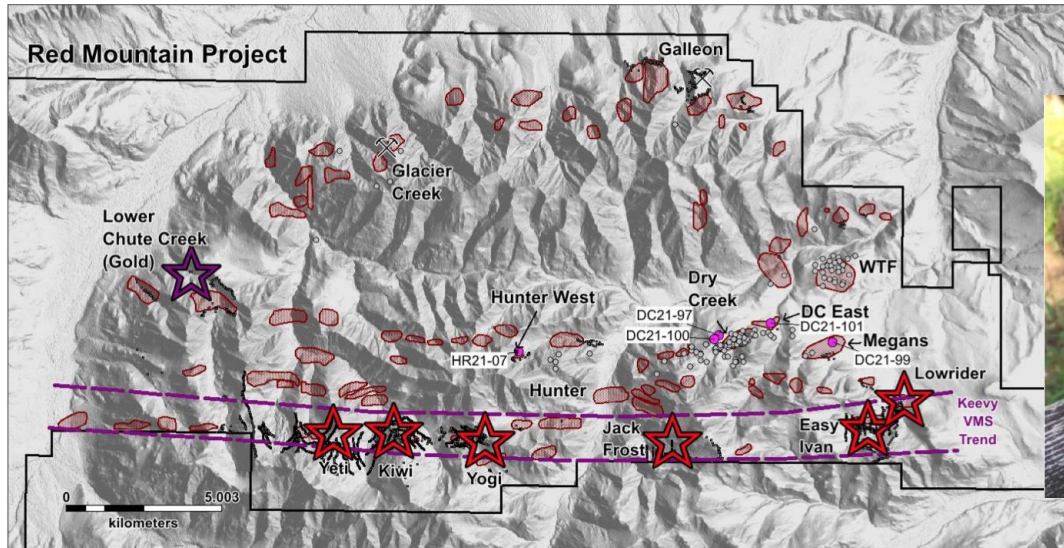 Red Mountain Project
Galleon
Glacier
Creek
Lower
Chute Creek
(Gold)
WTF
Dry
Creek
Hunter West
DC21-97
DC East
DC21-100
DC21-101
HR21-07
Megans
DC21-99
Hunter
Lowrider
Keevy
VMS
Trend
Jack
Frost
Easy
Ivan
Yeti
Kiwi
Yogi
0
5.003
kilometers